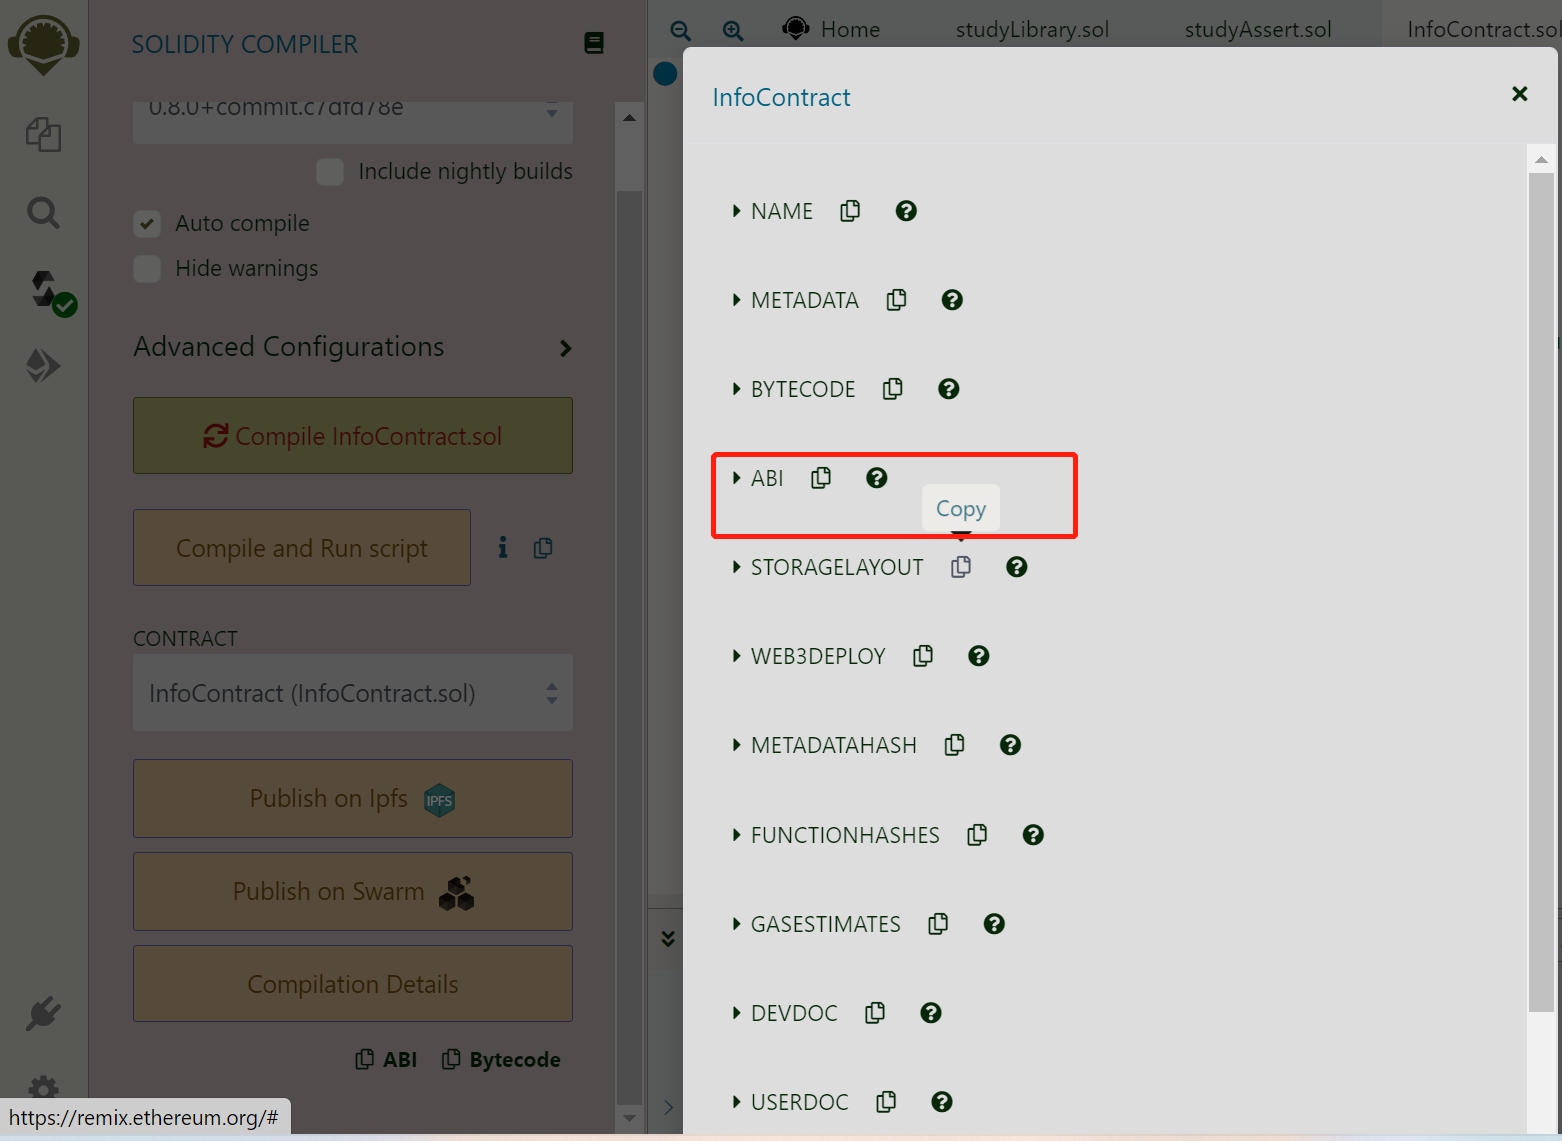 SOLIDITY COMPILER
0.8.0+commit.c7dfd78e
Include nightly builds
Auto compile
Hide warnings
Advanced Configurations
Compile InfoContract.sol
Compile and Run script
CONTRACT
InfoContract (InfoContract.sol)
Publish on Ipfs IPFS
Publish on Swarm
Compilation Details
ABI Bytecode
https://remix.ethereum.org/#
Home studyLibrary.sol studyAssert.sol InfoContract.sol
InfoContract
NAME
METADATA
BYTECODE
ABI
Copy
STORAGELAYOUT
WEB3DEPLOY
METADATAHASH
FUNCTIONHASHES
GASESTIMATES
DEVDOC
USERDOC